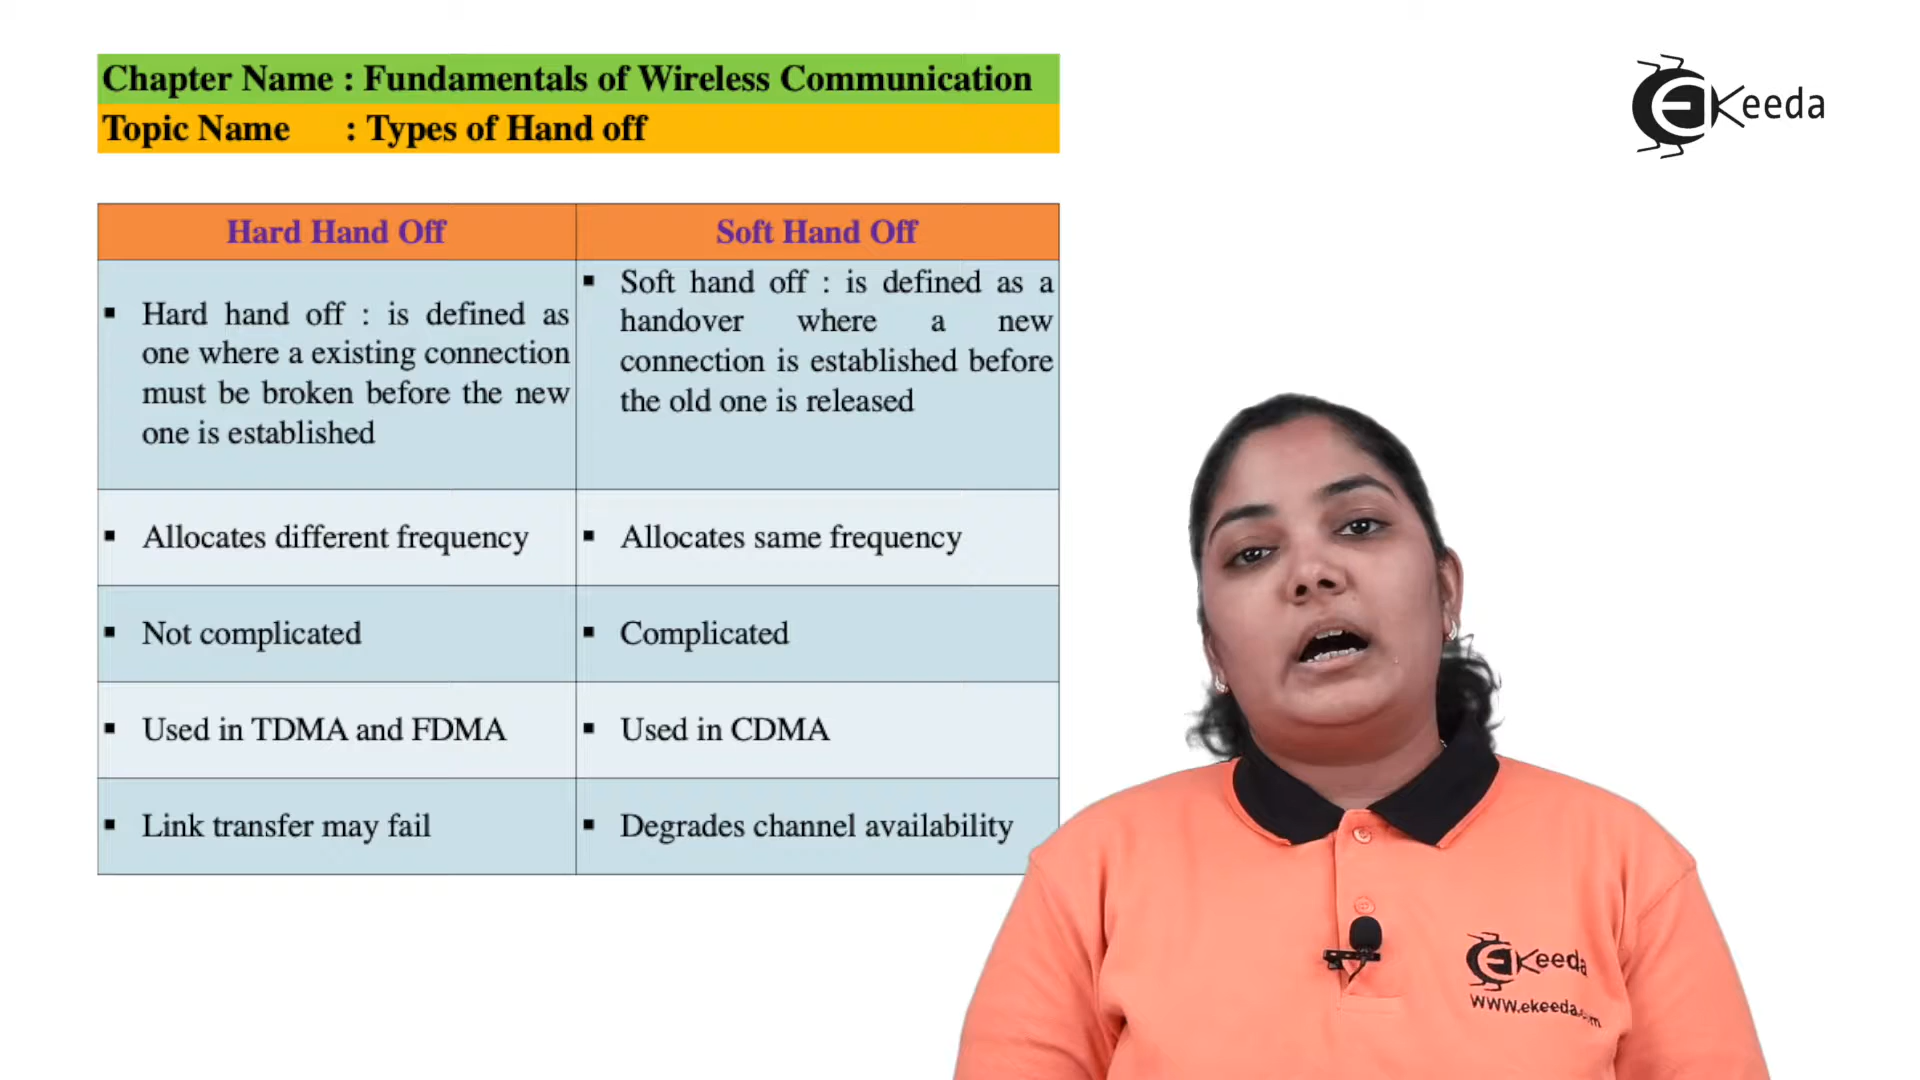 Chapter Name : Fundamentals of Wireless Communication
Topic Name : Types of Hand off
EKeeda
Hard Hand Off
Soft Hand Off
▪ Hard hand off : is defined as
one where a existing connection
must be broken before the new
one is established
▪ Soft hand off : is defined as a
handover where a new
connection is established before
the old one is released
▪ Allocates different frequency
▪ Allocates same frequency
▪ Not complicated
▪ Complicated
▪ Used in TDMA and FDMA
▪ Used in CDMA
▪ Link transfer may fail
▪ Degrades channel availability
EKeeda
www.ekeeda.com